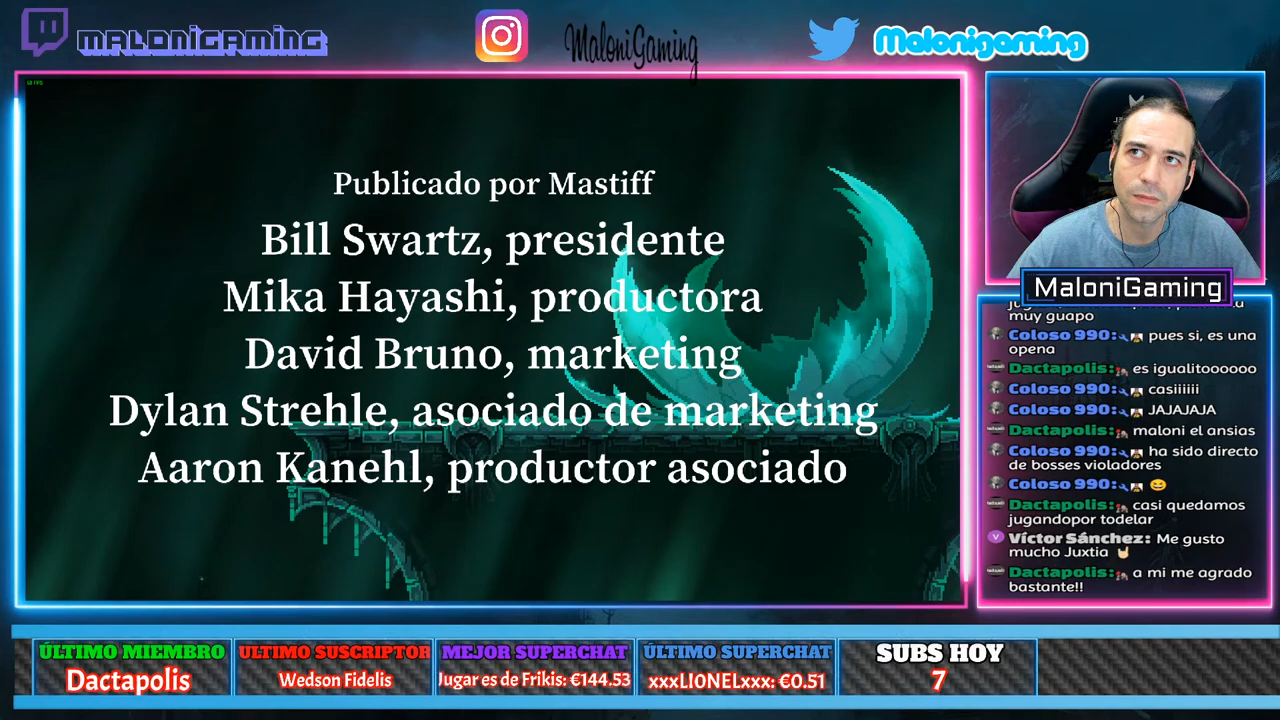 MALONIGAMING
MaloniGaming
Malonigaming
Publicado por Mastiff
Bill Swartz, presidente
Mika Hayashi, productora
David Bruno, marketing
Dylan Strehle, asociado de marketing
Aaron Kanehl, productor asociado
MaloniGaming
muy guapo
Coloso 990: pues si, es una
opena
Dactapolis: es igualitoooooo
Coloso 990: casiiiiii
Coloso 990: JAJAJAJA
Dactapolis: maloni el ansias
Coloso 990: ha sido directo
de bosses violadores
Coloso 990: 😆
Dactapolis: casi quedamos
jugandopor todelar
Víctor Sánchez: Me gusto
mucho Juxtia 🤘🏻
Dactapolis: a mi me agrado
bastante!!
ÚLTIMO MIEMBRO
Dactapolis
ULTIMO SUSCRIPTOR
Wedson Fidelis
MEJOR SUPERCHAT
Jugar es de Frikis: €144.53
ÚLTIMO SUPERCHAT
xxxLI0NELxxx: €0.51
SUBS HOY
7